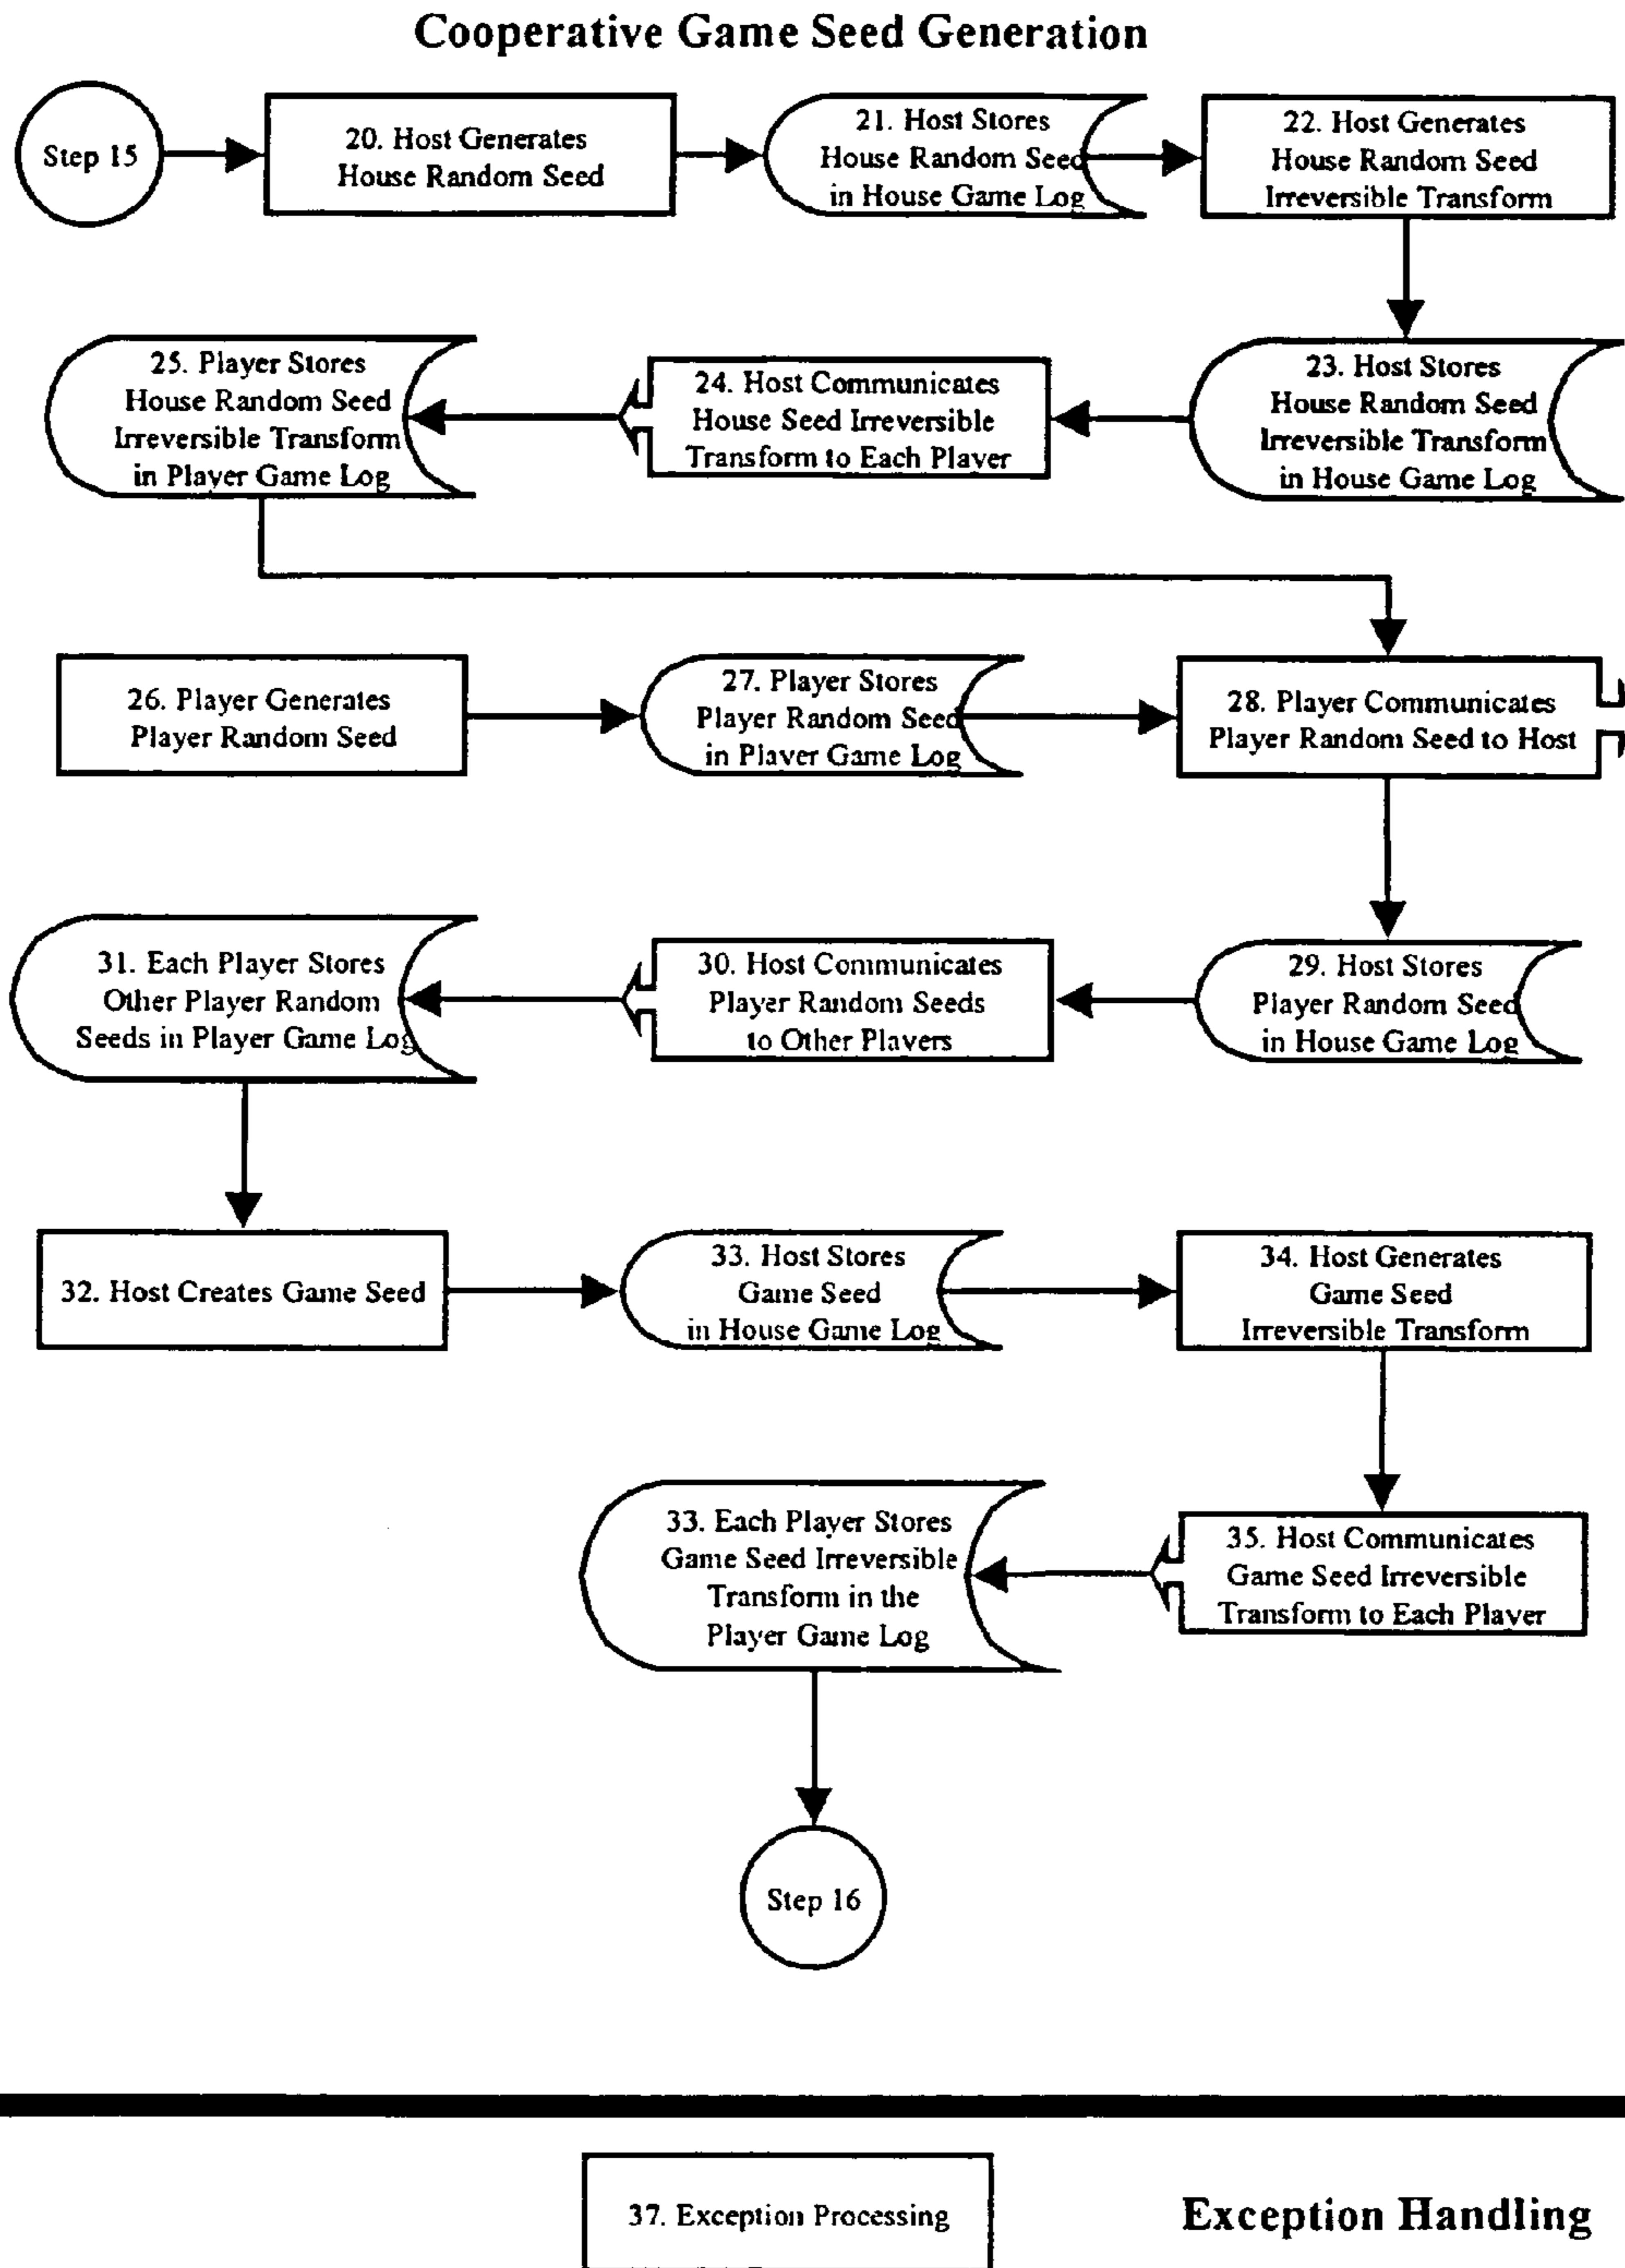 Cooperative Game Seed Generation
Step 15
20. Host Generates
House Random Seed
21. Host Stores
House Random Seed
in House Game Log
22. Host Generates
House Random Seed
Irreversible Transform
23. Host Stores
House Random Seed
Irreversible Transform
in House Game Log
24. Host Communicates
House Seed Irreversible
Transform to Each Player
25. Player Stores
House Random Seed
Irreversible Transform
in Player Game Log
26. Player Generates
Player Random Seed
27. Player Stores
Player Random Seed
in Player Game Log
28. Player Communicates
Player Random Seed to Host
29. Host Stores
Player Random Seed
in House Game Log
30. Host Communicates
Player Random Seeds
to Other Players
31. Each Player Stores
Other Player Random
Seeds in Player Game Log
32. Host Creates Game Seed
33. Host Stores
Game Seed
in House Game Log
34. Host Generates
Game Seed
Irreversible Transform
35. Host Communicates
Game Seed Irreversible
Transform to Each Player
33. Each Player Stores
Game Seed Irreversible
Transform in the
Player Game Log
Step 16
37. Exception Processing
Exception Handling